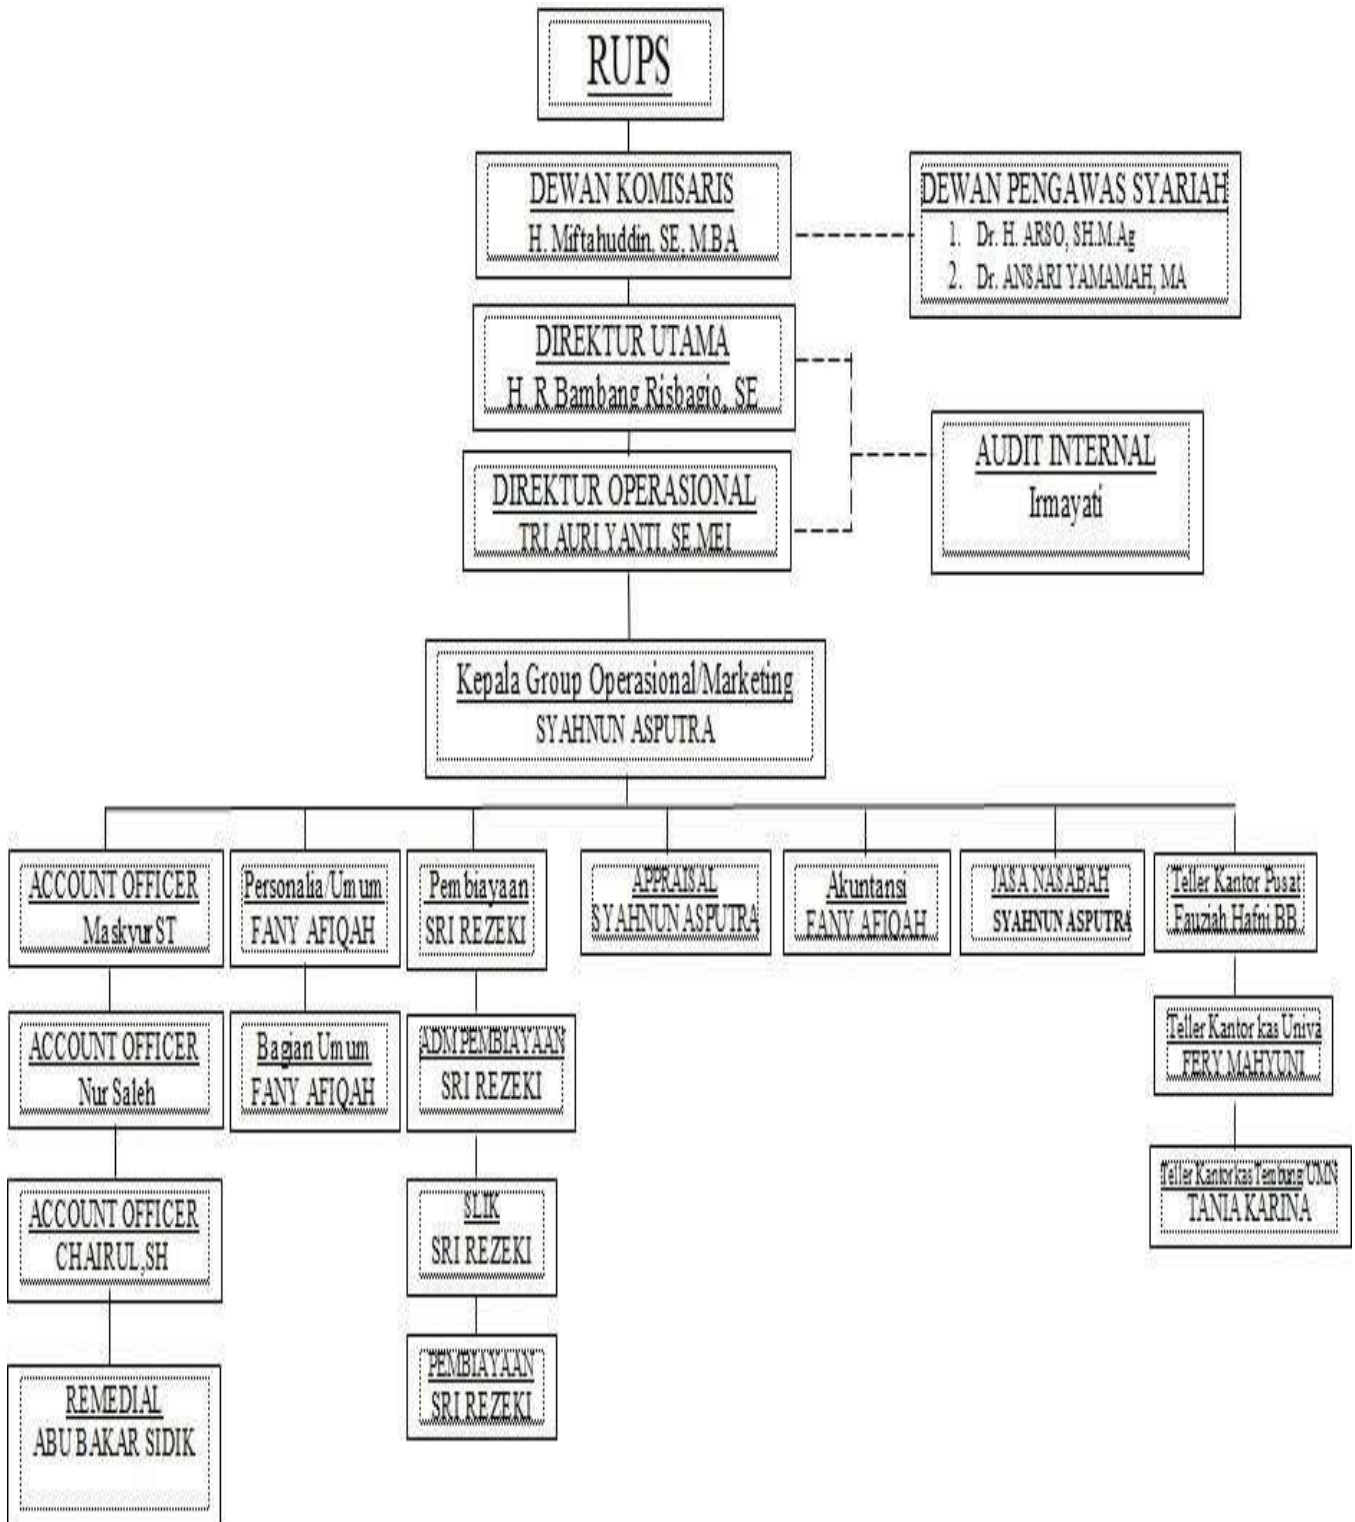 RUPS
DEWAN KOMISARIS
H. Miftahuddin, SE, M.BA
DEWAN PENGAWAS SYARIAH
1. Dr. H. ARSO, SH.M.Ag
2. Dr. ANSARI YAMAMAH, MA
DIREKTUR UTAMA
H. R Bambang Risbagio, SE
AUDIT INTERNAL
Irmayati
DIREKTUR OPERASIONAL
TRI AURI YANTI, SE.MEI
Kepala Group Operasional/Marketing
SYAHNUN ASPUTRA
ACCOUNT OFFICER
Maskyur ST
Personalia/Umum
FANY AFIQAH
Pembiayaan
SRI REZEKI
APPRAISAL
SYAHNUN ASPUTRA
Akuntansi
FANY AFIQAH
JASA NASABAH
SYAHNUN ASPUTRA
Teller Kantor Pusat
Fauziah Hafni BB
ACCOUNT OFFICER
Nur Saleh
Bagian Umum
FANY AFIQAH
ADM PEMBIAYAAN
SRI REZEKI
Teller Kantor kas Univa
FERY MAHYUNI
ACCOUNT OFFICER
CHAIRUL,SH
SLIK
SRI REZEKI
Teller Kantor kas Tembung/UMN
TANIA KARINA
REMEDIAL
ABU BAKAR SIDIK
PEMBIAYAAN
SRI REZEKI